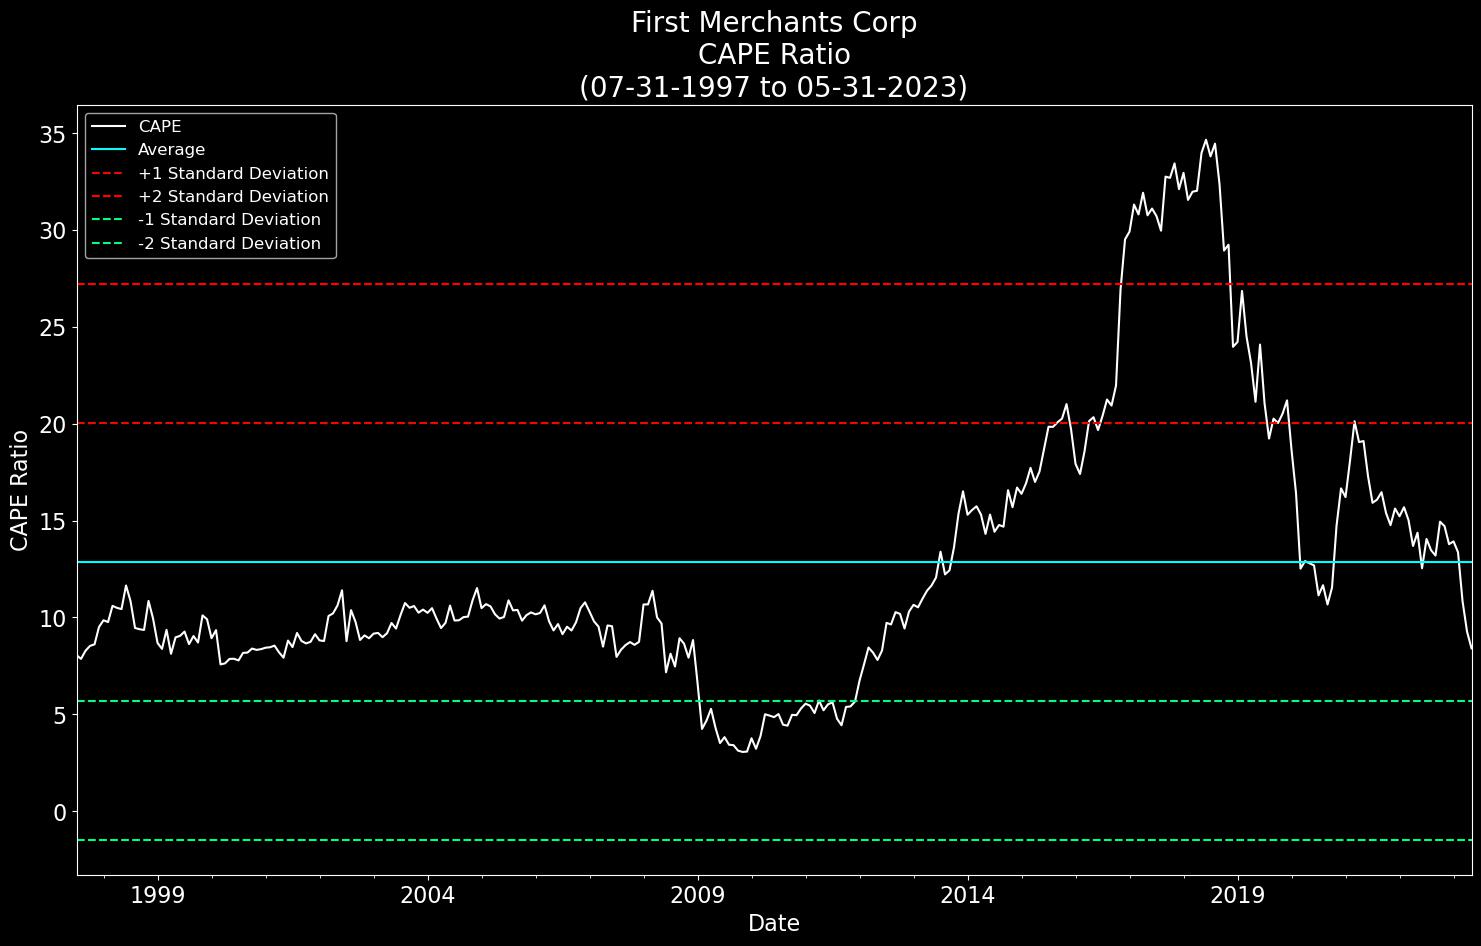 First Merchants Corp
CAPE Ratio
(07-31-1997 to 05-31-2023)
CAPE
Average
+1 Standard Deviation
+2 Standard Deviation
-1 Standard Deviation
-2 Standard Deviation
35
30
25
20
15
10
5
0
CAPE Ratio
1999 2004 2009 2014 2019
Date